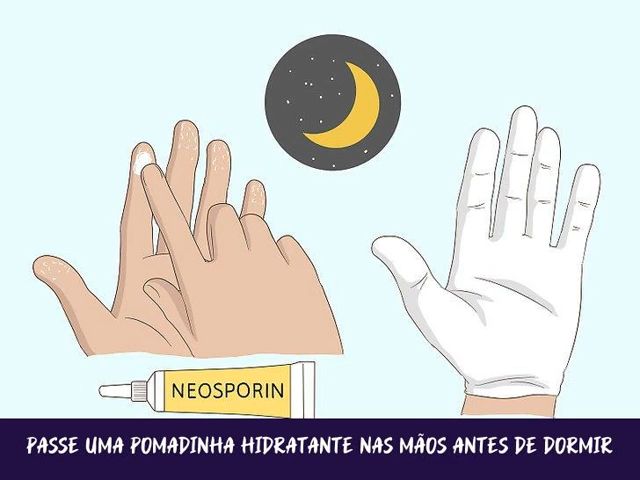 NEOSPORIN
PASSE UMA POMADINHA HIDRATANTE NAS MÃOS ANTES DE DORMIR